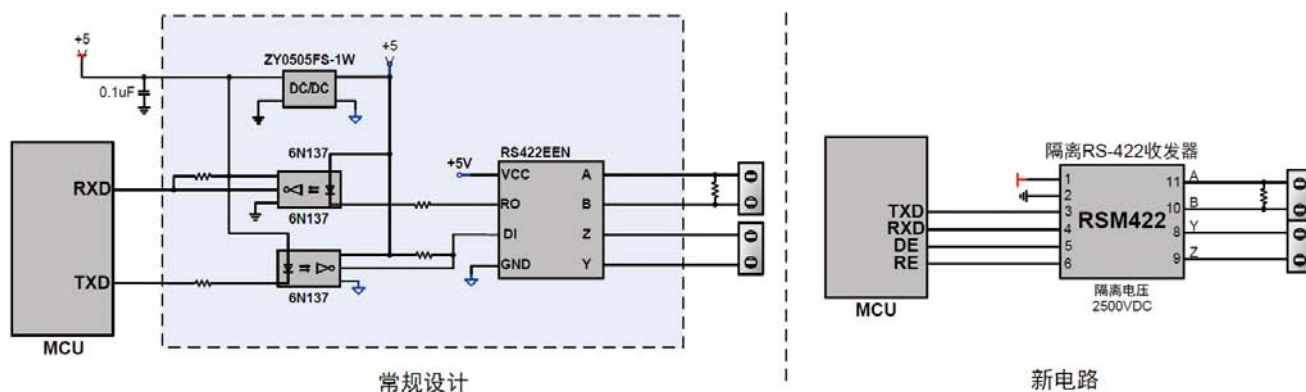 +5
0.1uF
ZY0505FS-1W
DC/DC
+5
6N137
6N137
RXD
TXD
MCU
6N137
RS422EEN
+5V
VCC
A
RO
B
DI
Z
GND
Y
常规设计
隔离RS-422收发器
TXD
RXD
DE
RE
MCU
1
2
3
4
5
6
RSM422
11
10
8
9
A
B
Y
Z
隔离电压
2500VDC
新电路